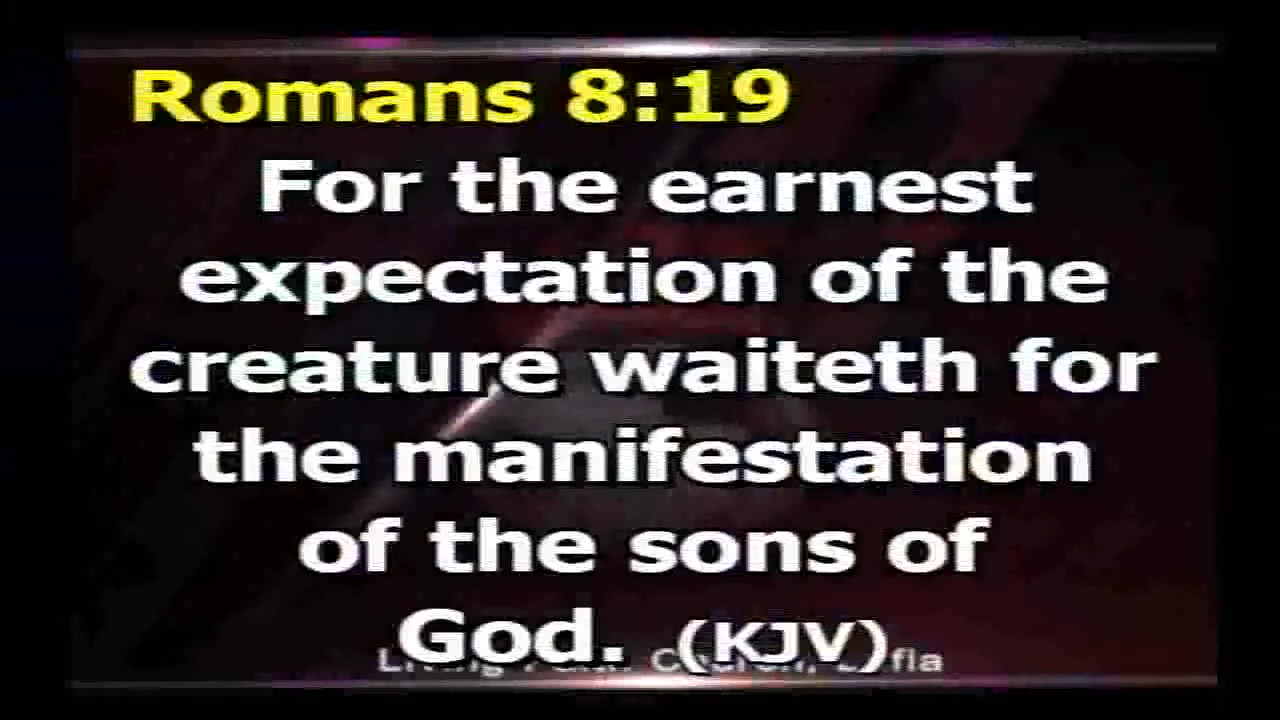 Romans 8:19
For the earnest
expectation of the
creature waiteth for
the manifestation
of the sons of
God. (KJV)